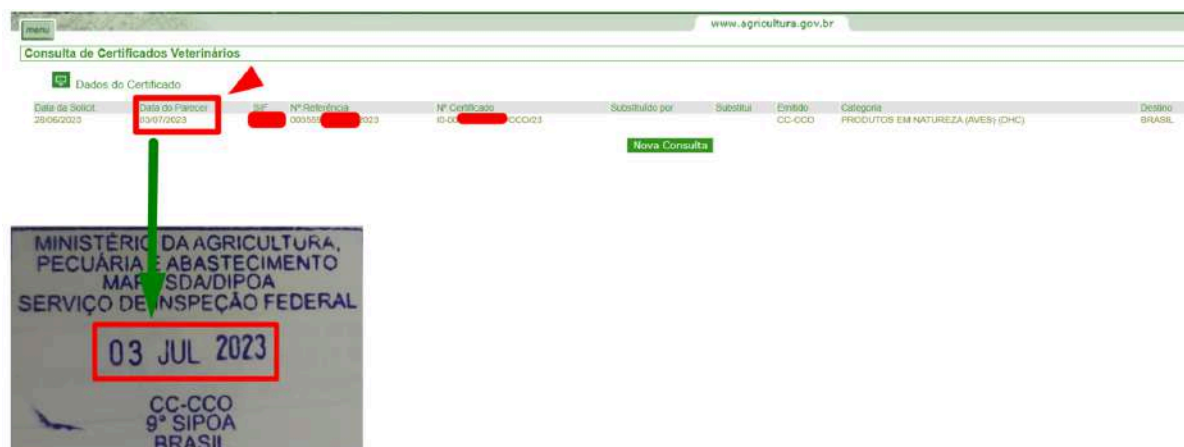 menu
www.agricultura.gov.br
Consulta de Certificados Veterinários
Dados do Certificado
Data da Solicit. Data do Parecer SIF Nº Referência Nº Certificado Substituído por Substitui Emitido Categoria Destino
28/06/2023 03/07/2023 2023 /23 CC-CCO PRODUTOS EM NATUREZA (AVES) (DHC) BRASIL
Nova Consulta
MINISTÉRIO DA AGRICULTURA,
PECUÁRIA E ABASTECIMENTO
SERVIÇO DE INSPEÇÃO FEDERAL
03 JUL 2023
CC-CCO
9º SIPOA
BRASIL